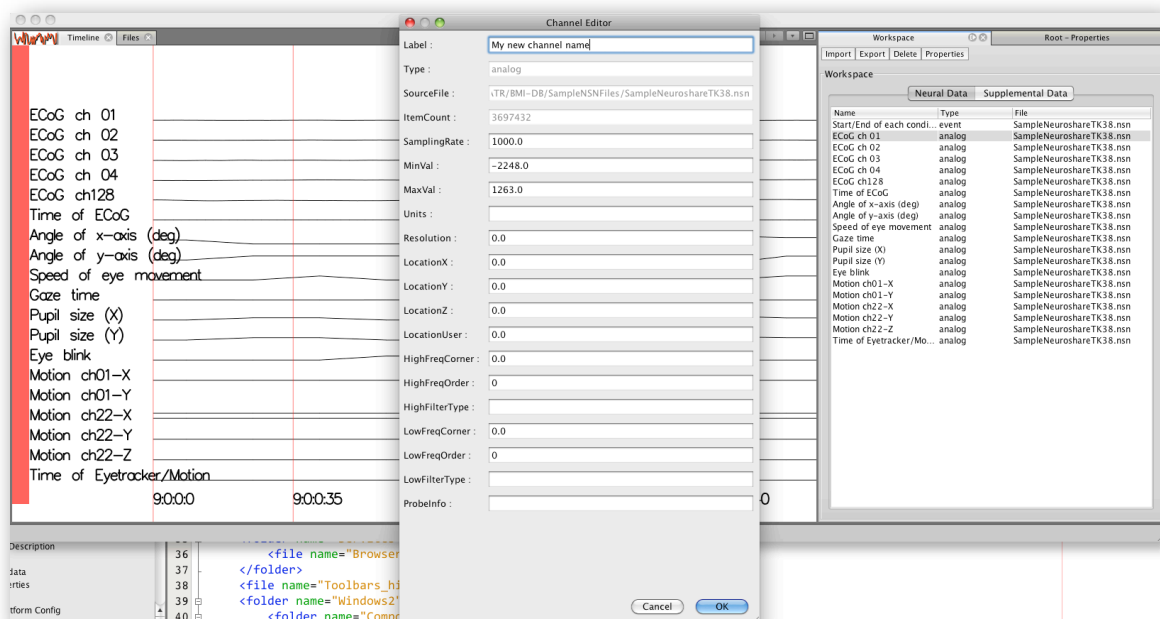 Channel Editor
Timeline
Files
Workspace
Root - Properties
Import Export Delete Properties
Workspace
Neural Data Supplemental Data
Name Type File
Start/End of each condi... event SampleNeuroshareTK38.nsn
ECoG ch 01 analog SampleNeuroshareTK38.nsn
ECoG ch 02 analog SampleNeuroshareTK38.nsn
ECoG ch 03 analog SampleNeuroshareTK38.nsn
ECoG ch 04 analog SampleNeuroshareTK38.nsn
ECoG ch128 analog SampleNeuroshareTK38.nsn
Time of ECoG analog SampleNeuroshareTK38.nsn
Angle of x-axis (deg) analog SampleNeuroshareTK38.nsn
Angle of y-axis (deg) analog SampleNeuroshareTK38.nsn
Speed of eye movement analog SampleNeuroshareTK38.nsn
Gaze time analog SampleNeuroshareTK38.nsn
Pupil size (X) analog SampleNeuroshareTK38.nsn
Pupil size (Y) analog SampleNeuroshareTK38.nsn
Eye blink analog SampleNeuroshareTK38.nsn
Motion ch01-X analog SampleNeuroshareTK38.nsn
Motion ch01-Y analog SampleNeuroshareTK38.nsn
Motion ch22-X analog SampleNeuroshareTK38.nsn
Motion ch22-Y analog SampleNeuroshareTK38.nsn
Motion ch22-Z analog SampleNeuroshareTK38.nsn
Time of Eyetracker/Mo... analog SampleNeuroshareTK38.nsn
ECoG ch 01
ECoG ch 02
ECoG ch 03
ECoG ch 04
ECoG ch128
Time of ECoG
Angle of x-axis (deg)
Angle of y-axis (deg)
Speed of eye movement
Gaze time
Pupil size (X)
Pupil size (Y)
Eye blink
Motion ch01-X
Motion ch01-Y
Motion ch22-X
Motion ch22-Y
Motion ch22-Z
Time of Eyetracker/Motion
9:0:0:0 9:0:0:35
Label : My new channel name
Type : analog
SourceFile : TR/BMI-DB/SampleNSNFiles/SampleNeuroshareTK38.nsn
ItemCount : 3697432
SamplingRate : 1000.0
MinVal : -2248.0
MaxVal : 1263.0
Units :
Resolution : 0.0
LocationX : 0.0
LocationY : 0.0
LocationZ : 0.0
LocationUser : 0.0
HighFreqCorner : 0.0
HighFreqOrder : 0
HighFilterType :
LowFreqCorner : 0.0
LowFreqOrder : 0
LowFilterType :
ProbeInfo :
Cancel OK
Description
data
erties
tform Config
36 <file name="Browser
37 </folder>
38 <file name="Toolbars_hi
39 <folder name="Windows2"
40 <folder name="Compo